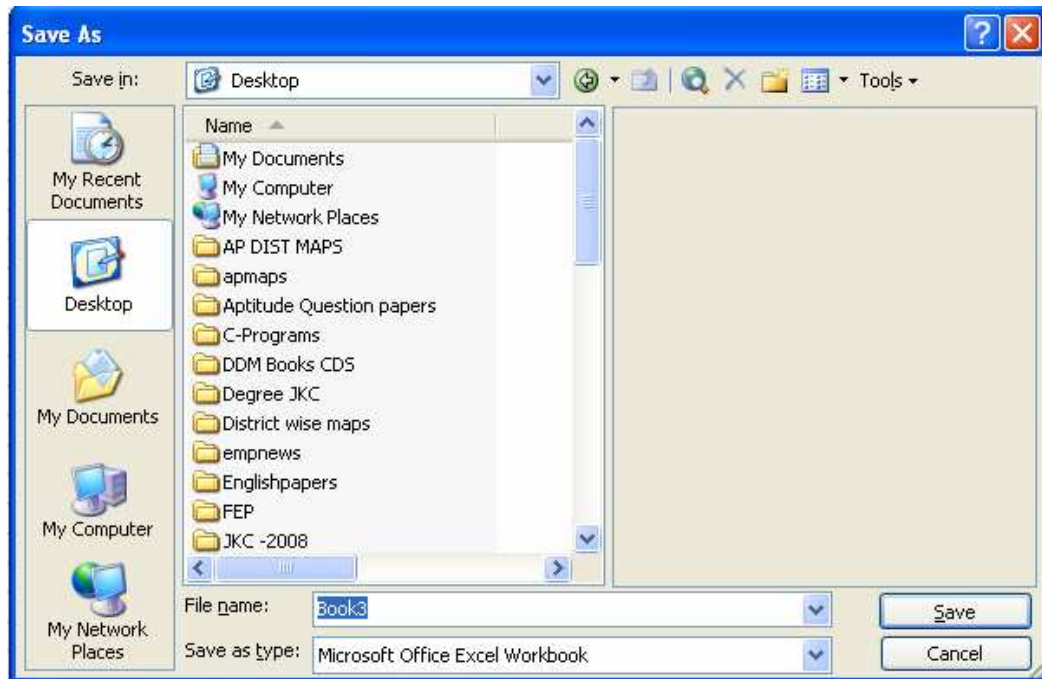 Save As
Save in:
Desktop
Tools
My Recent
Documents
Desktop
My Documents
My Computer
My Network
Places
Name
My Documents
My Computer
My Network Places
AP DIST MAPS
apmaps
Aptitude Question papers
C-Programs
DDM Books CDS
Degree JKC
District wise maps
empnews
Englishpapers
FEP
JKC -2008
File name:
Book3
Save
Save as type:
Microsoft Office Excel Workbook
Cancel